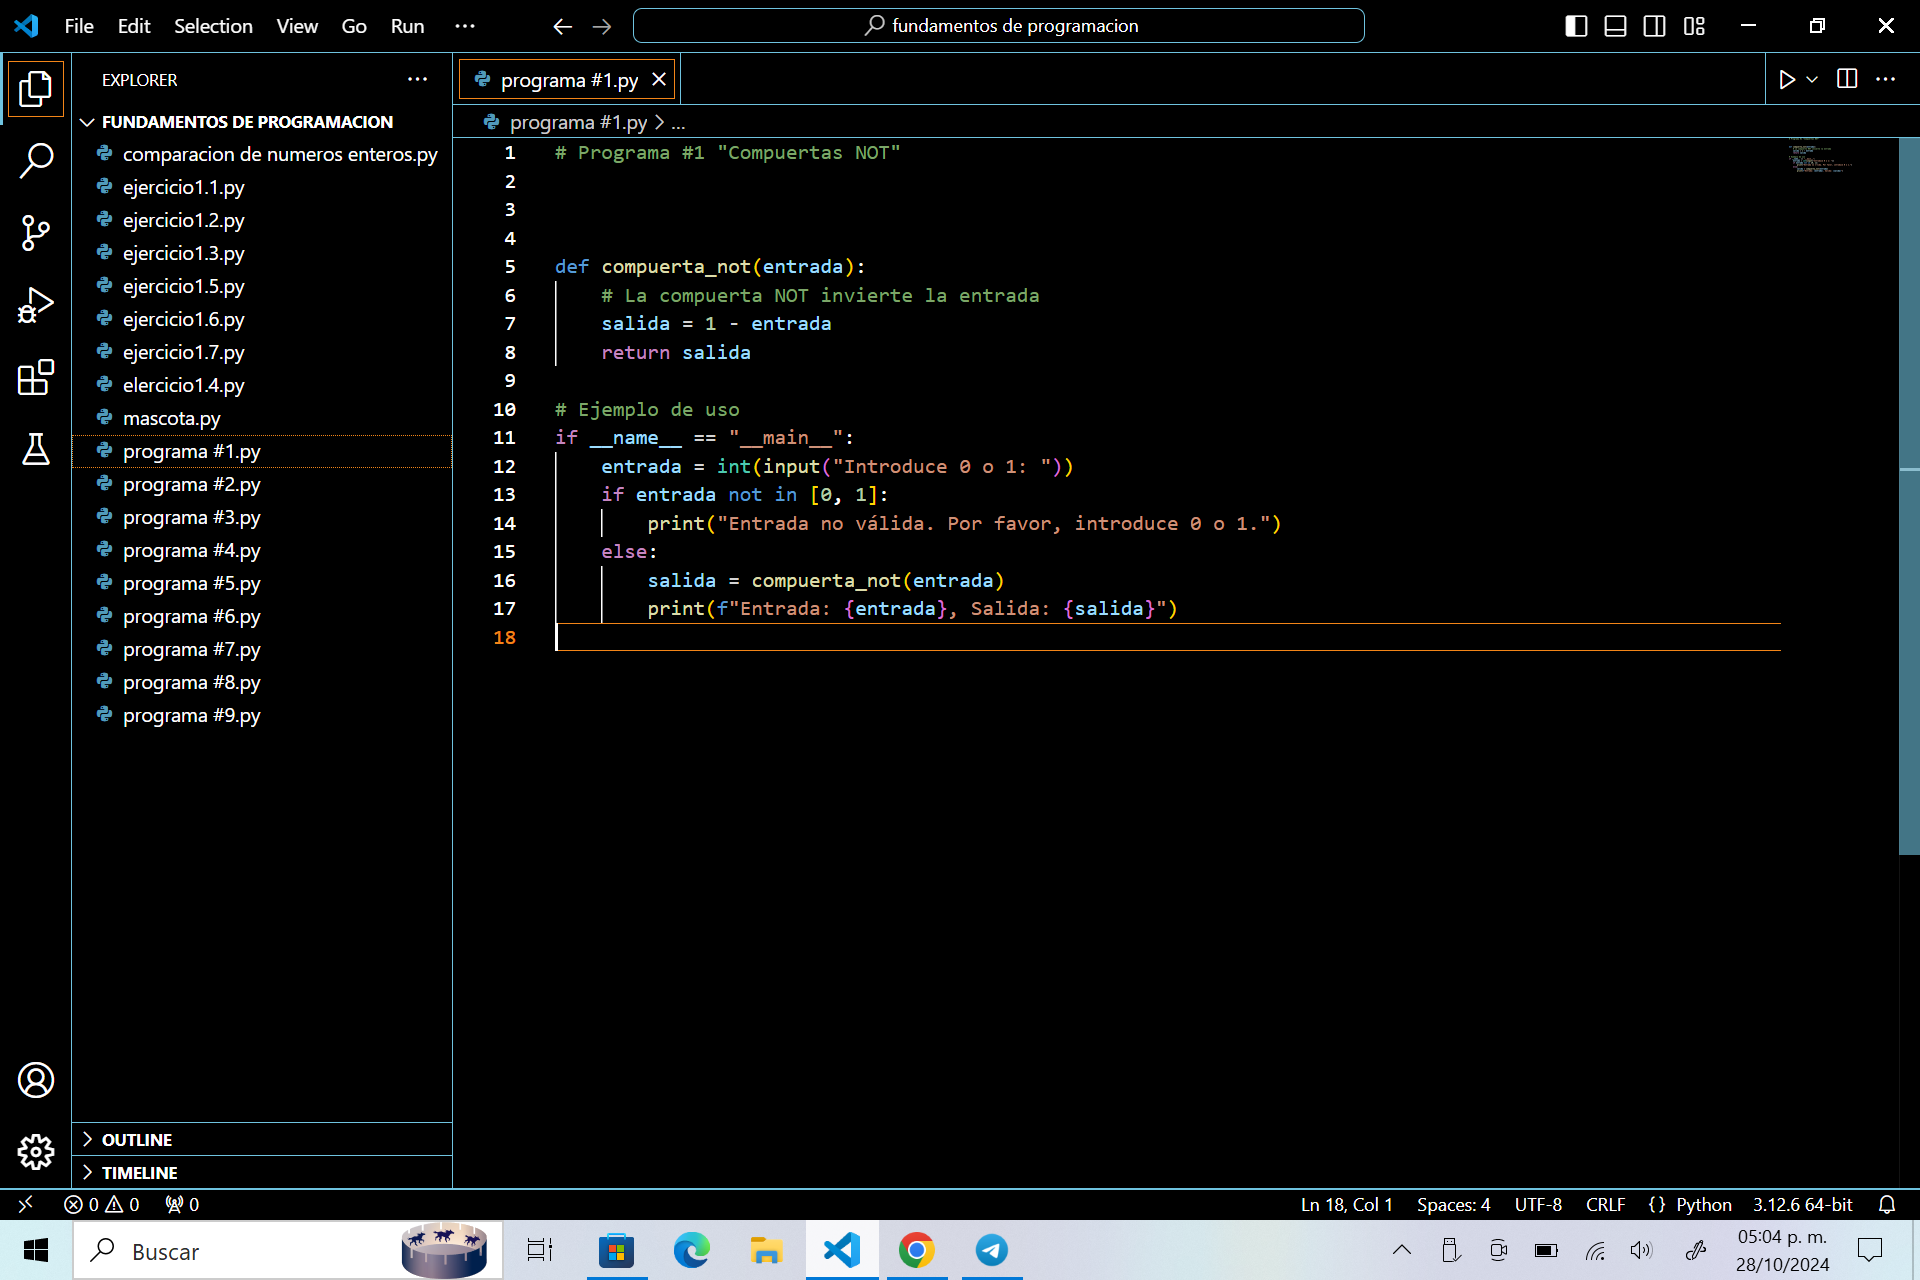 File Edit Selection View Go Run ···
fundamentos de programacion
EXPLORER
FUNDAMENTOS DE PROGRAMACION
comparacion de numeros enteros.py
ejercicio1.1.py
ejercicio1.2.py
ejercicio1.3.py
ejercicio1.5.py
ejercicio1.6.py
ejercicio1.7.py
elercicio1.4.py
mascota.py
programa #1.py
programa #2.py
programa #3.py
programa #4.py
programa #5.py
programa #6.py
programa #7.py
programa #8.py
programa #9.py
OUTLINE
TIMELINE
programa #1.py
programa #1.py > ...
1 # Programa #1 "Compuertas NOT"
2
3
4
5 def compuerta_not(entrada):
6     # La compuerta NOT invierte la entrada
7     salida = 1 - entrada
8     return salida
9
10 # Ejemplo de uso
11 if __name__ == "__main__":
12     entrada = int(input("Introduce 0 o 1: "))
13     if entrada not in [0, 1]:
14         print("Entrada no válida. Por favor, introduce 0 o 1.")
15     else:
16         salida = compuerta_not(entrada)
17         print(f"Entrada: {entrada}, Salida: {salida}")
18
0 0 0
Ln 18, Col 1 Spaces: 4 UTF-8 CRLF {} Python 3.12.6 64-bit
Buscar
05:04 p. m.
28/10/2024